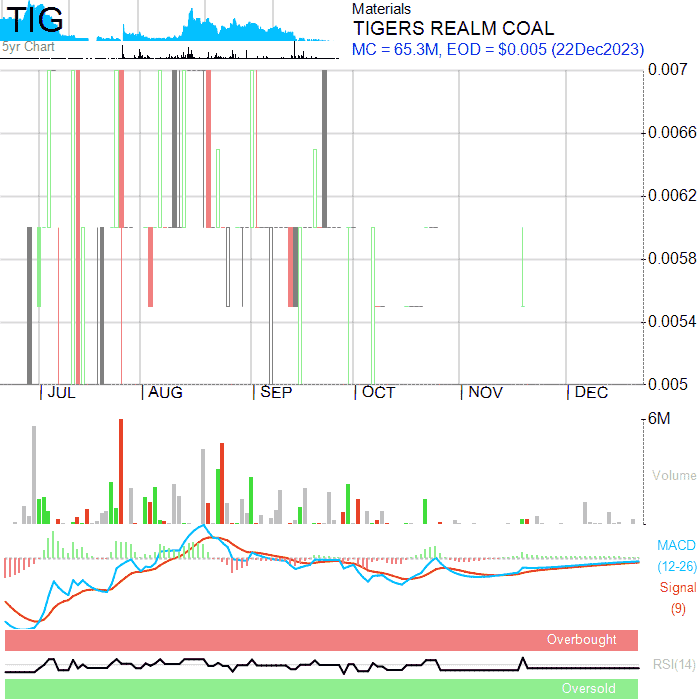 TIG
5yr Chart
Materials
TIGERS REALM COAL
MC = 65.3M, EOD = $0.005 (22Dec2023)
0.007
0.0066
0.0062
0.0058
0.0054
0.005
JUL AUG SEP OCT NOV DEC
6M
Volume
MACD
(12-26)
Signal
(9)
Overbought
RSI(14)
Oversold